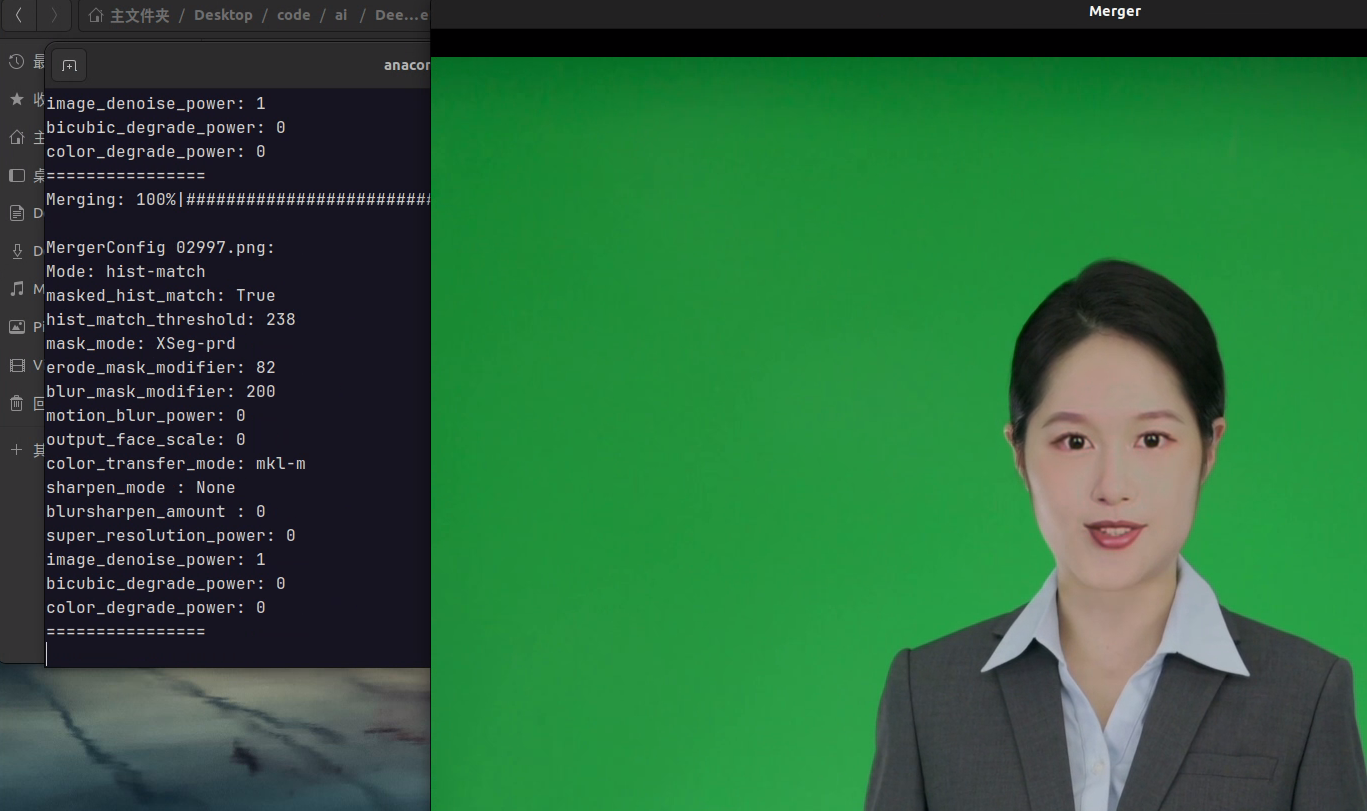 主文件夹 / Desktop / code / ai / Dee...e
Merger
最
收
主
桌
D
D
M
Pi
V
回
其
anacon
image_denoise_power: 1
bicubic_degrade_power: 0
color_degrade_power: 0
================
Merging: 100%|#########################
MergerConfig 02997.png:
Mode: hist-match
masked_hist_match: True
hist_match_threshold: 238
mask_mode: XSeg-prd
erode_mask_modifier: 82
blur_mask_modifier: 200
motion_blur_power: 0
output_face_scale: 0
color_transfer_mode: mkl-m
sharpen_mode : None
blursharpen_amount : 0
super_resolution_power: 0
image_denoise_power: 1
bicubic_degrade_power: 0
color_degrade_power: 0
================